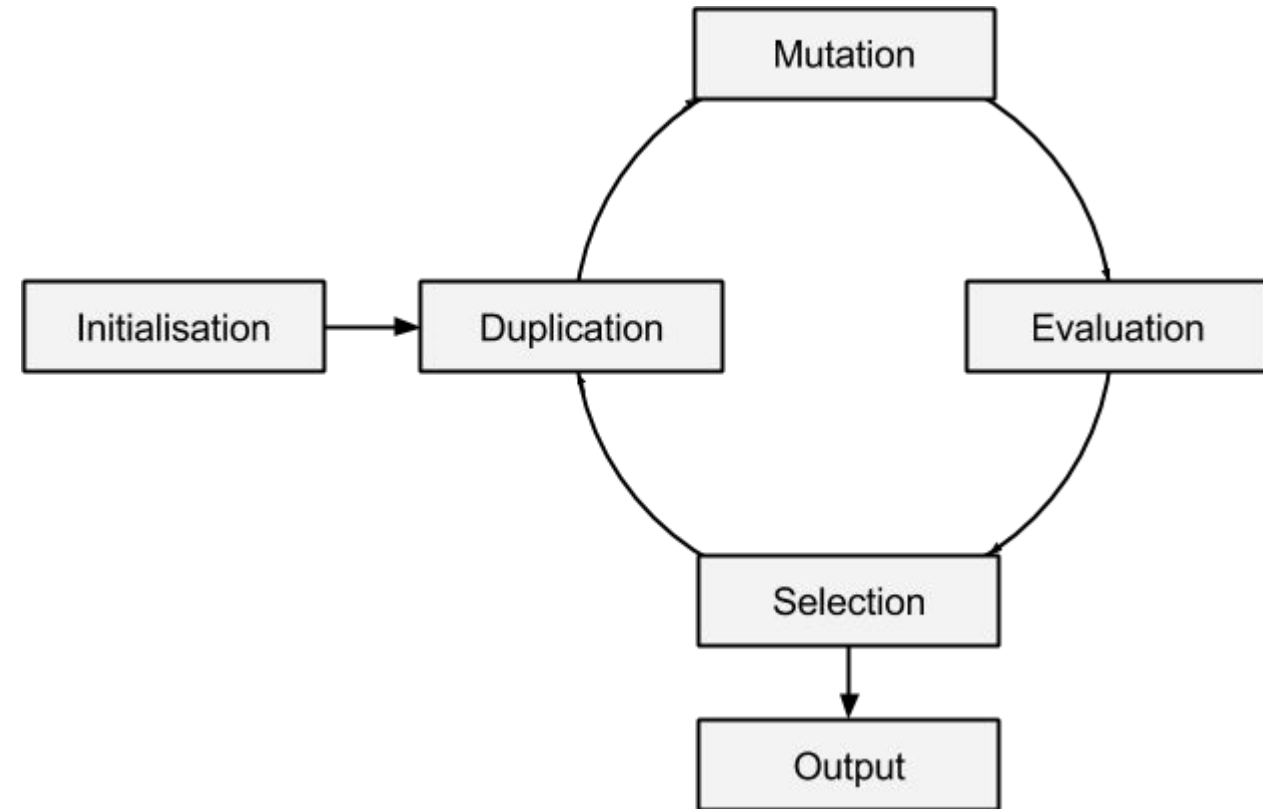 Mutation
Initialisation
Duplication
Evaluation
Selection
Output